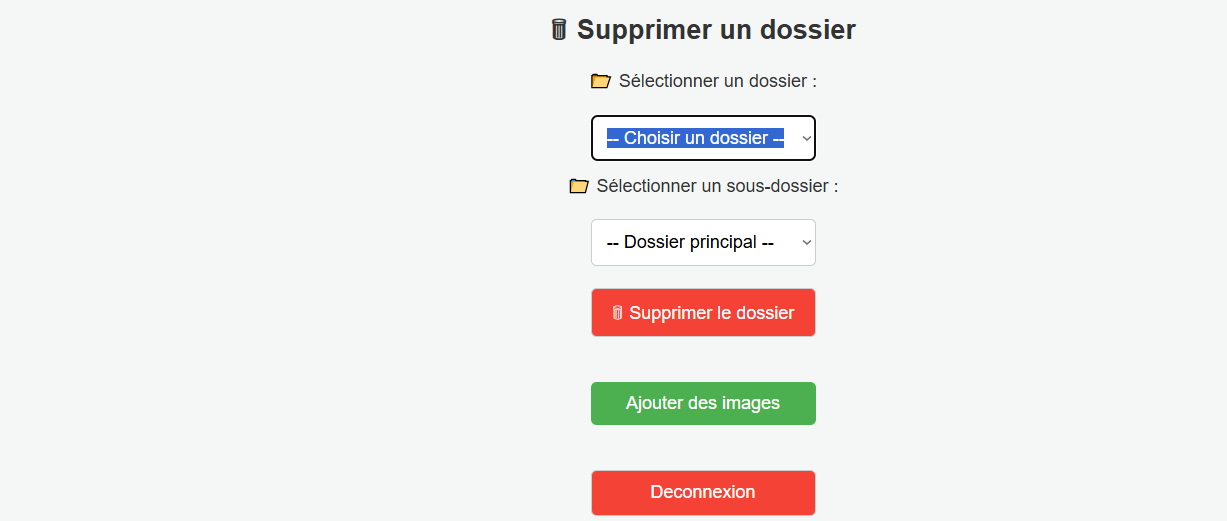 Supprimer un dossier
Sélectionner un dossier :
-- Choisir un dossier --
Sélectionner un sous-dossier :
-- Dossier principal --
Supprimer le dossier
Ajouter des images
Deconnexion